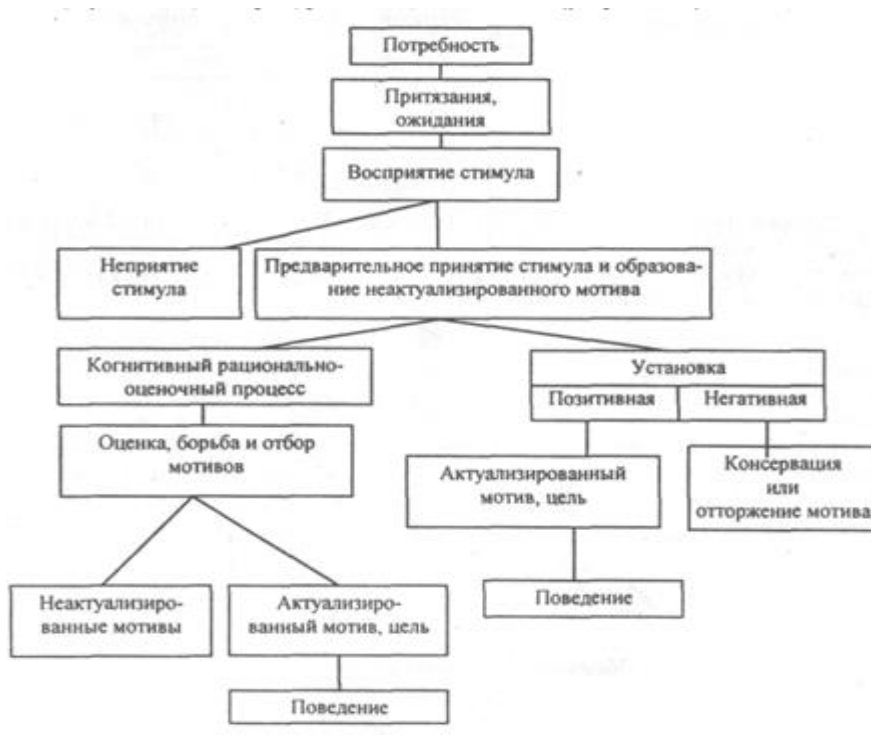 Потребность
Притязания,
ожидания
Восприятие стимула
Неприятие
стимула
Предварительное принятие стимула и образова-
ние неактуализированного мотива
Когнитивный рационально-
оценочный процесс
Установка
Позитивная
Негативная
Оценка, борьба и отбор
мотивов
Актуализированный
мотив, цель
Консервация
или
отторжение мотива
Неактуализиро-
ванные мотивы
Актуализиро-
ванный мотив, цель
Поведение
Поведение